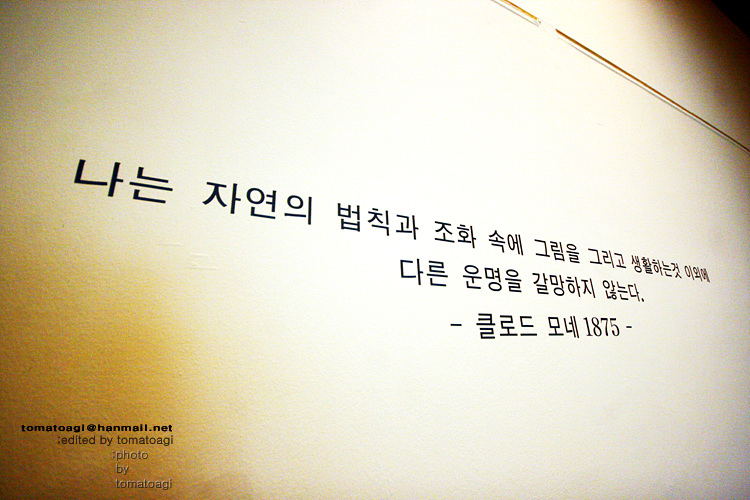 나는 자연의 법칙과 조화 속에 그림을 그리고 생활하는것 이외에
다른 운명을 갈망하지 않는다.
- 클로드 모네 1875 -
tomatoagi@hanmail.net
:edited by tomatoagi
:photo
by
tomatoagi